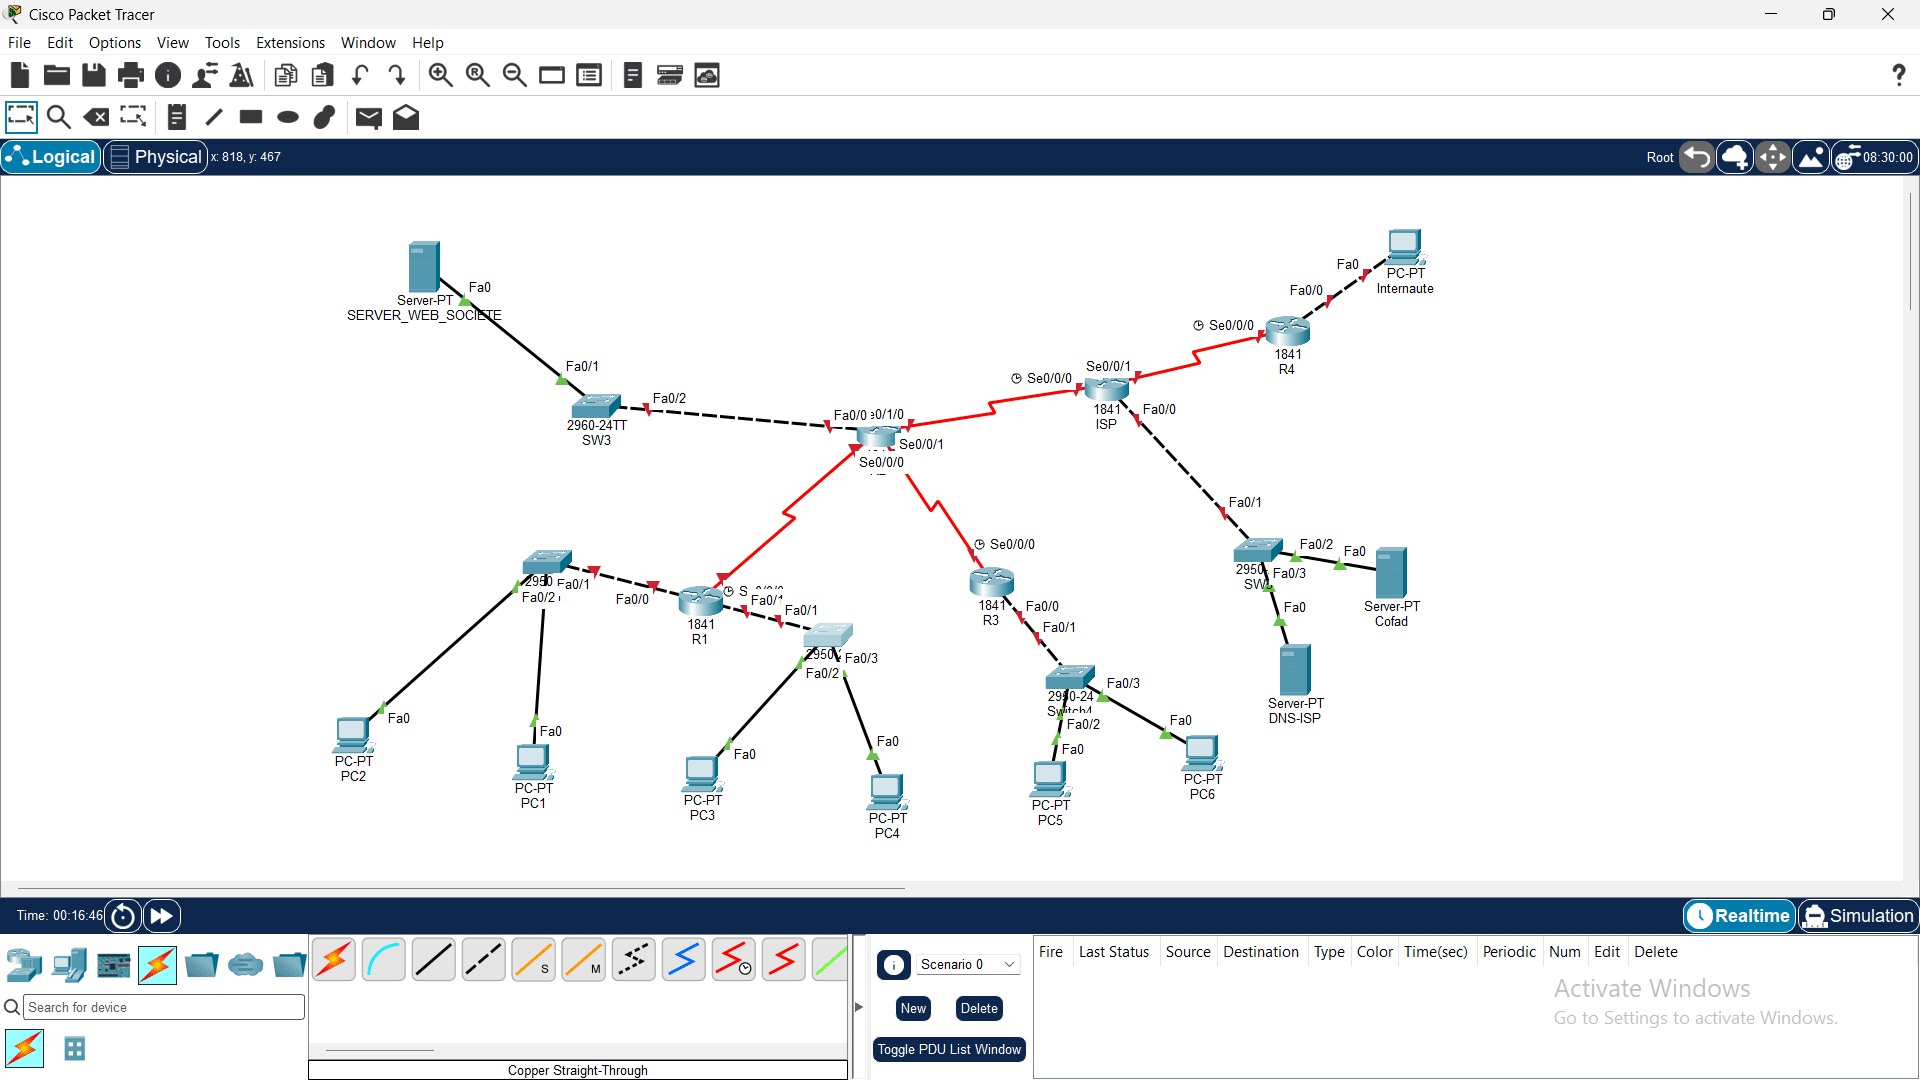 Cisco Packet Tracer
File Edit Options View Tools Extensions Window Help
Logical Physical x: 818, y: 467 Root 08:30:00
Fa0
Server-PT
SERVER_WEB_SOCIETE
Fa0/1
Fa0/2
2960-24TT
SW3
Fa0/0
Se0/0/1
Se0/0/0
Se0/0/0
Se0/0/1
1841
ISP
Fa0/0
Se0/0/0
1841
R4
Fa0/0
Fa0
PC-PT
Internaute
Fa0/1
Fa0/2
Fa0
Fa0/3
Fa0
Server-PT
Cofad
Server-PT
DNS-ISP
Fa0/1
Fa0/2
Fa0/0
1841
R1
Fa0/1
Fa0/1
Fa0/3
Fa0/2
Se0/0/0
1841
R3
Fa0/0
Fa0/1
2950-24
Switch4
Fa0/3
Fa0/2
Fa0
Fa0
PC-PT
PC2
Fa0
PC-PT
PC1
Fa0
PC-PT
PC3
Fa0
PC-PT
PC4
Fa0
PC-PT
PC5
Fa0
PC-PT
PC6
Time: 00:16:46 Realtime Simulation
S M
Search for device
Copper Straight-Through
Scenario 0
New Delete
Toggle PDU List Window
Fire Last Status Source Destination Type Color Time(sec) Periodic Num Edit Delete
Activate Windows
Go to Settings to activate Windows.